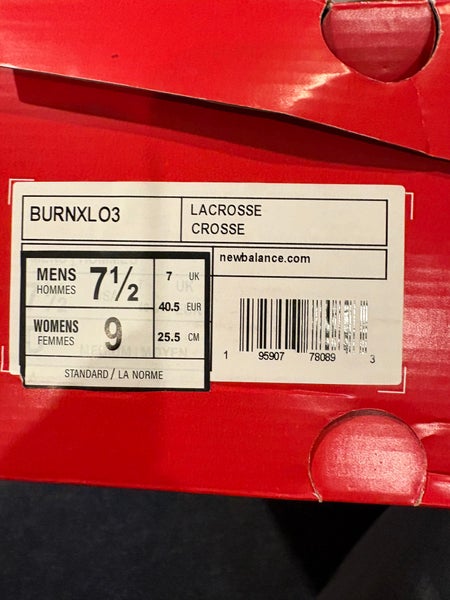 BURNXLO3
LACROSSE
CROSSE
newbalance.com
MENS
HOMMES
7½
7 UK
40.5 EUR
WOMENS
FEMMES
9
25.5 CM
STANDARD / LA NORME
1 95907 78089 3